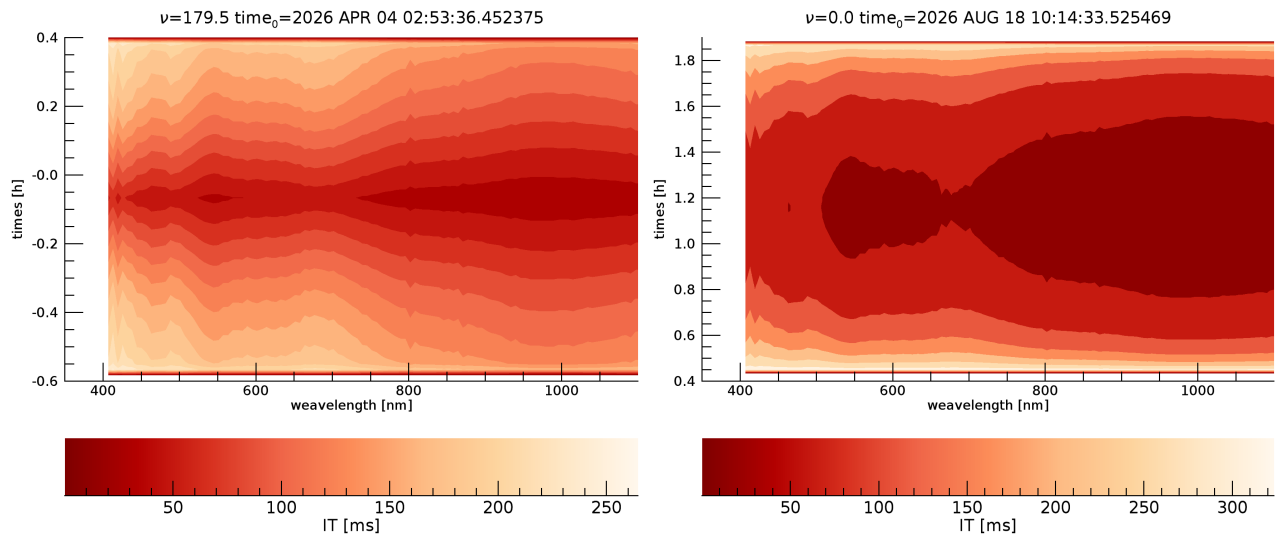 ν=179.5 time₀=2026 APR 04 02:53:36.452375
0.4
0.2
-0.0
-0.2
-0.4
-0.6
times [h]
400 600 800 1000
weavelength [nm]
50 100 150 200 250
IT [ms]
ν=0.0 time₀=2026 AUG 18 10:14:33.525469
1.8
1.6
1.4
1.2
1.0
0.8
0.6
0.4
times [h]
400 600 800 1000
weavelength [nm]
50 100 150 200 250 300
IT [ms]